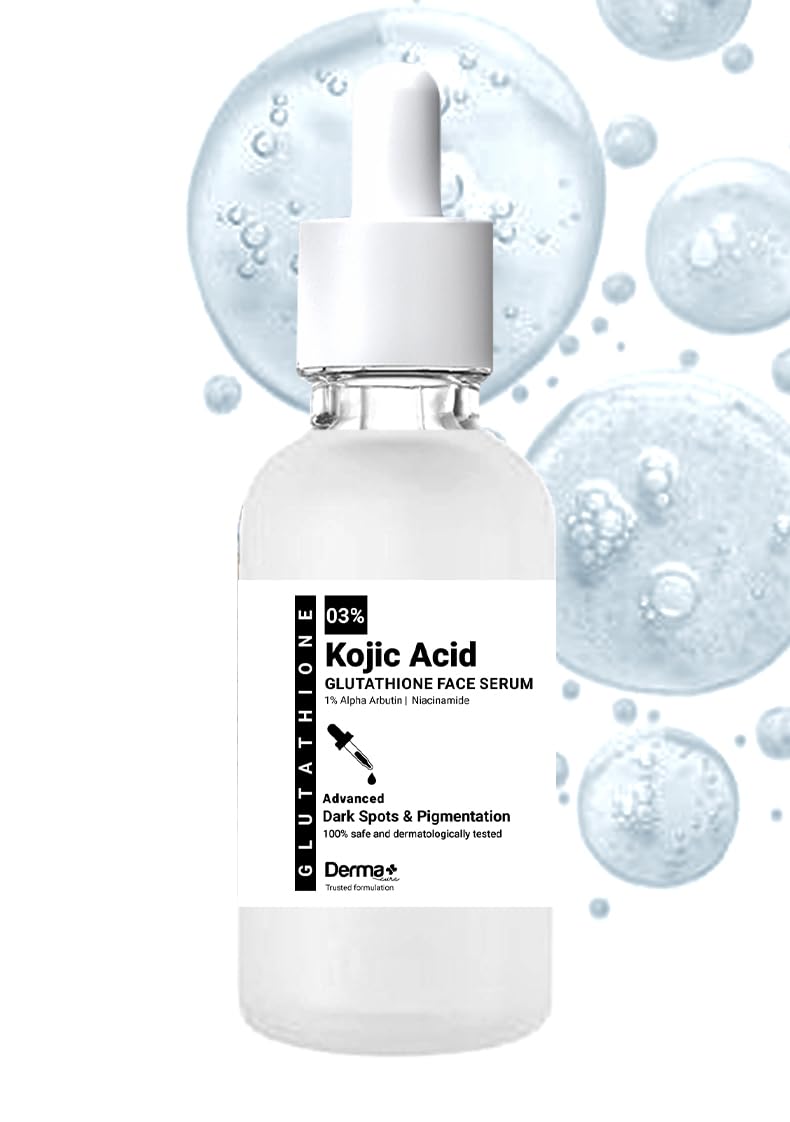 GLUTATHIONE
03%
Kojic Acid
GLUTATHIONE FACE SERUM
1% Alpha Arbutin | Niacinamide
Advanced
Dark Spots & Pigmentation
100% safe and dermatologically tested
Derma
cure
Trusted formulation